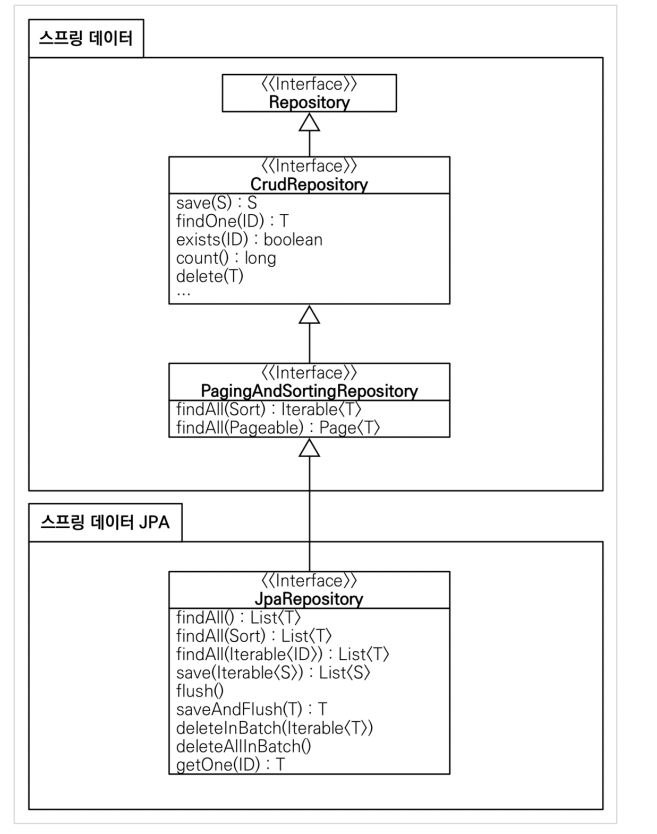 스프링 데이터
〈〈Interface〉〉
Repository
〈〈Interface〉〉
CrudRepository
save(S) : S
findOne(ID) : T
exists(ID) : boolean
count() : long
delete(T)
...
〈〈Interface〉〉
PagingAndSortingRepository
findAll(Sort) : Iterable〈T〉
findAll(Pageable) : Page〈T〉
스프링 데이터 JPA
〈〈Interface〉〉
JpaRepository
findAll() : List〈T〉
findAll(Sort) : List〈T〉
findAll(Iterable〈ID〉) : List〈T〉
save(Iterable〈S〉) : List〈S〉
flush()
saveAndFlush(T) : T
deleteInBatch(Iterable〈T〉)
deleteAllInBatch()
getOne(ID) : T